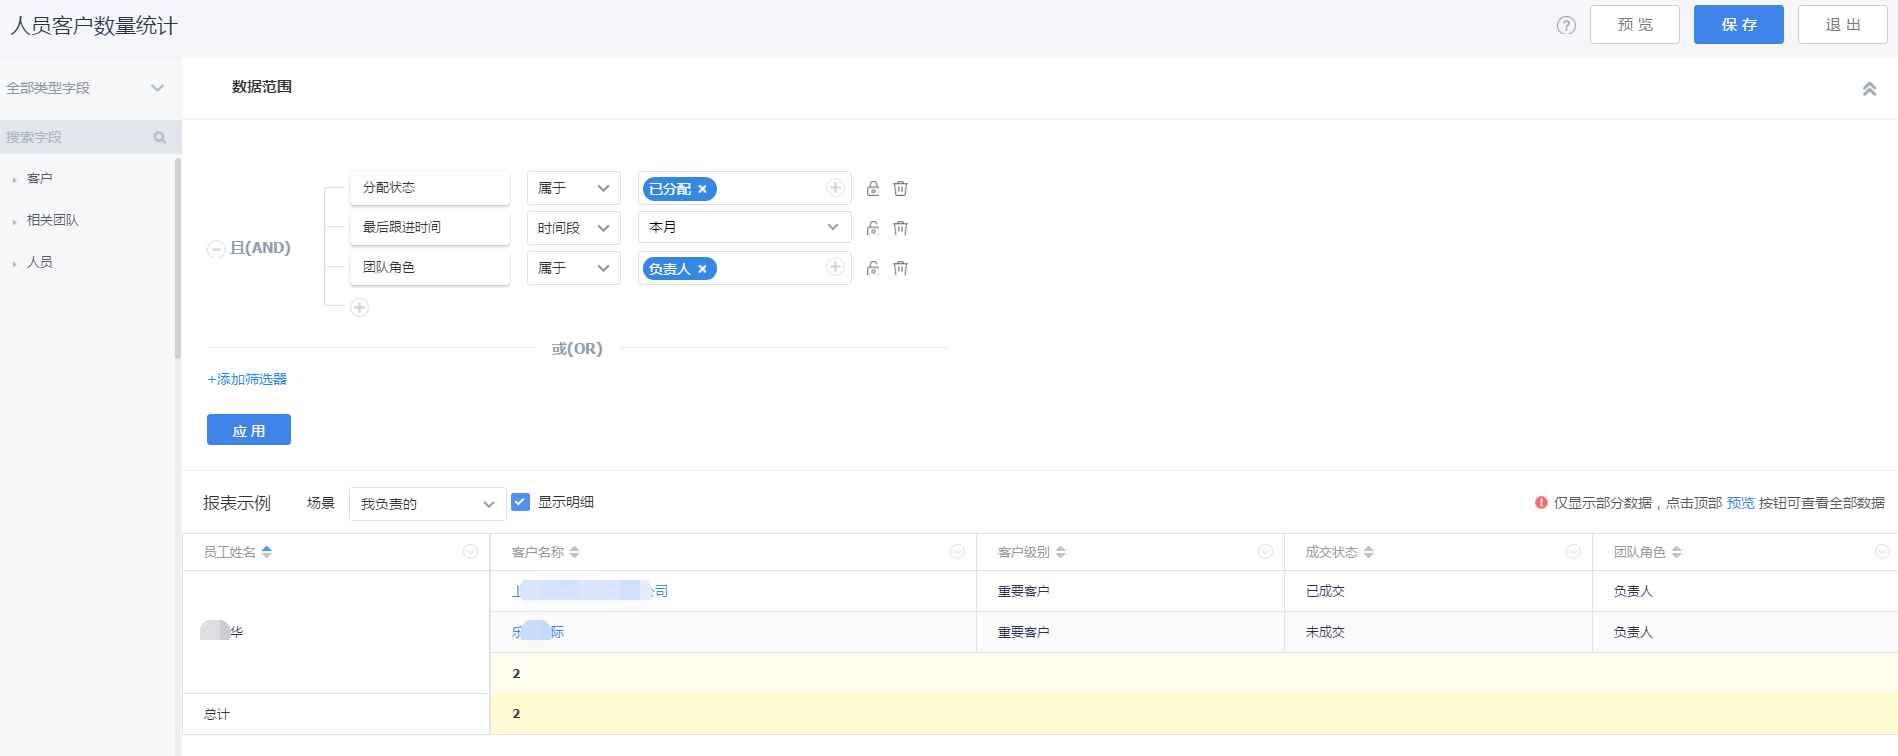 人员客户数量统计
? 预 览 保 存 退 出
全部类型字段
数据范围
搜索字段
客户
相关团队
人员
分配状态 属于 已分配 ×
最后跟进时间 时间段 本月
且(AND)
团队角色 属于 负责人 ×
或(OR)
+添加筛选器
应 用
报表示例 场景 我负责的 显示明细 仅显示部分数据，点击顶部 预览 按钮可查看全部数据
员工姓名 客户名称 客户级别 成交状态 团队角色
上 公司 重要客户 已成交 负责人
华 乐 际 重要客户 未成交 负责人
2
总计 2